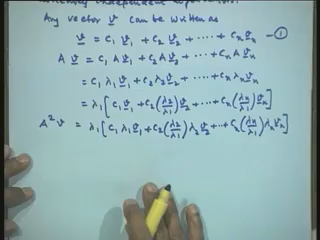 linearly independent
Any vector v can be written as
v = c₁ v₁ + c₂ v₂ + ..... + cₙ vₙ —①
A v = c₁ A v₁ + c₂ A v₂ + .... + cₙ A vₙ
= c₁ λ₁ v₁ + c₂ λ₂ v₂ + ... + cₙ λₙ vₙ
= λ₁ [ c₁ v₁ + c₂ (λ₂/λ₁) v₂ + ... + cₙ (λₙ/λ₁) vₙ ]
A² v = λ₁ [ c₁ λ₁ v₁ + c₂ (λ₂/λ₁) λ₂ v₂ + .. + cₙ (λₙ/λ₁) λₙ vₙ ]